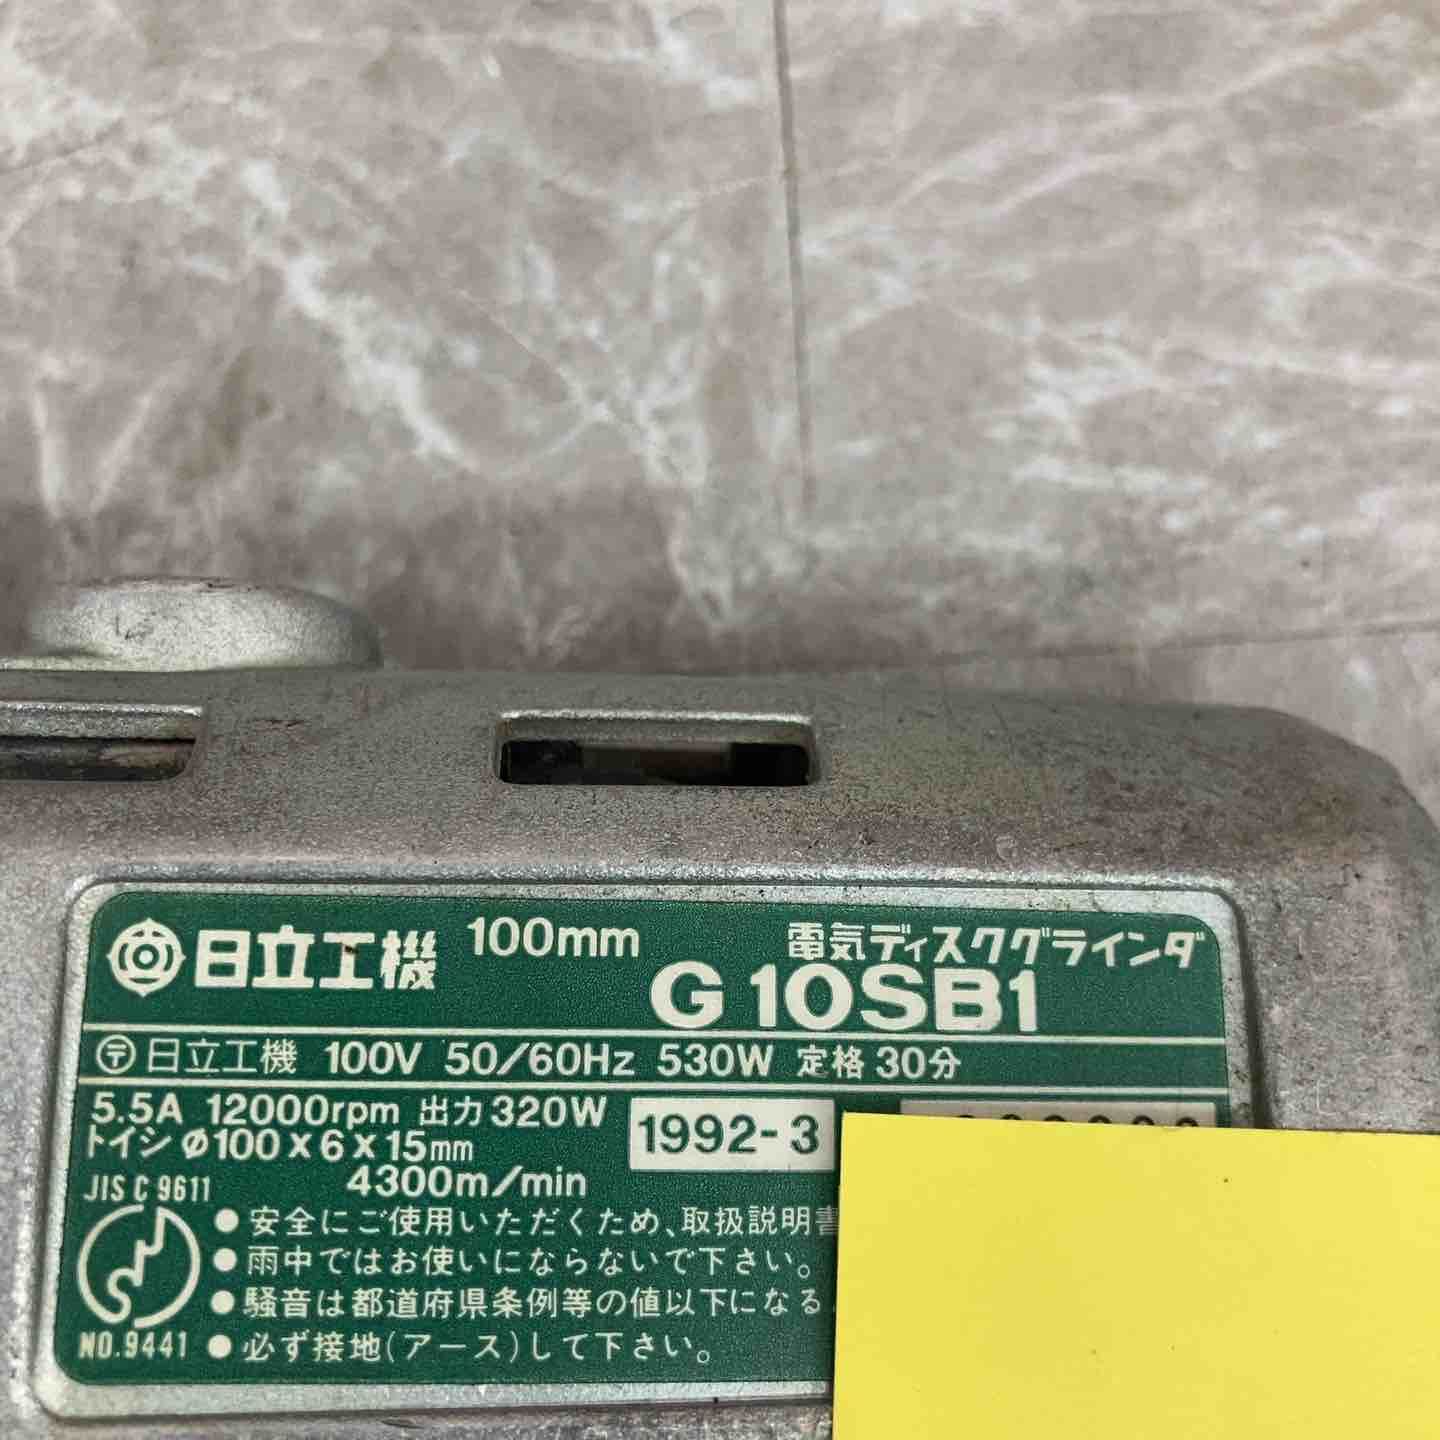 日立工機 100mm 電気ディスクグラインダ
G10SB1
〒 日立工機 100V 50/60Hz 530W 定格 30分
5.5A 12000rpm 出力 320W
1992-3
トイシ φ100×6×15mm
4300m/min
JIS C 9611
●安全にご使用いただくため、取扱説明書
●雨中ではお使いにならないで下さい。
●騒音は都道府県条例等の値以下になる
●必ず接地(アース)して下さい。
NO.9441